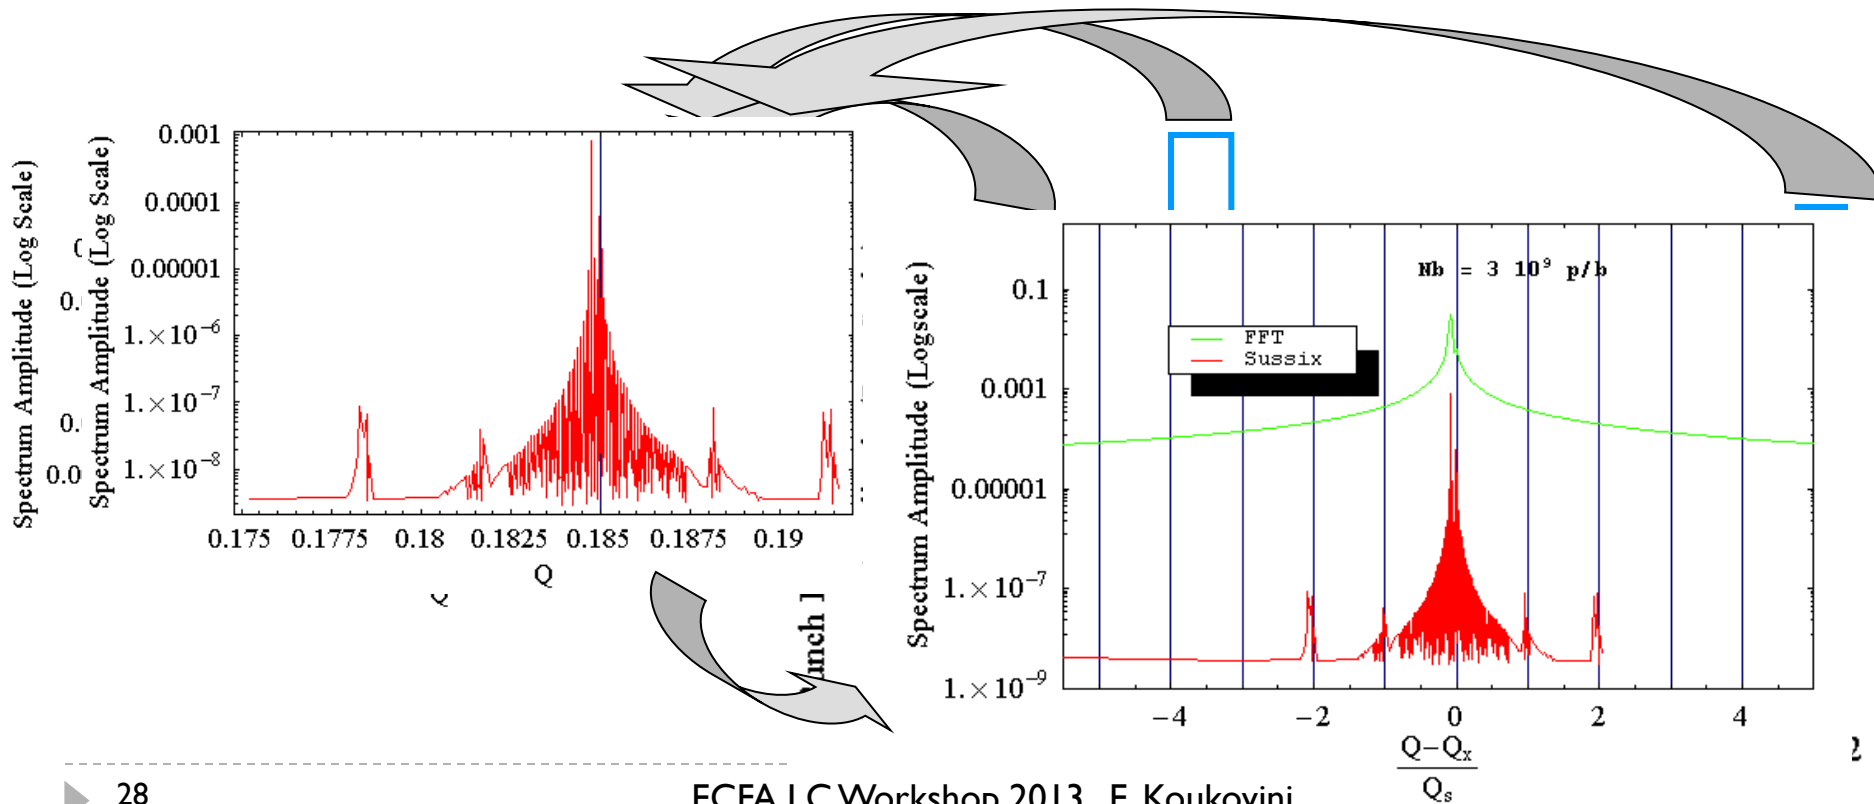 Spectrum Amplitude (Log Scale)
Spectrum Amplitude (Log Scale)
0.001
0.0001
0.00001
1.×10⁻⁶
1.×10⁻⁷
1.×10⁻⁸
0.175 0.1775 0.18 0.1825 0.185 0.1875 0.19
Q
Spectrum Amplitude (Logscale)
Nb = 3 10⁹ p/b
FFT
Sussix
0.1
0.001
0.00001
1.×10⁻⁷
1.×10⁻⁹
−4 −2 0 2 4
Q−Qₓ
Qₛ
unch ]
28
ECFA LC Workshop 2013, E. Koukovini